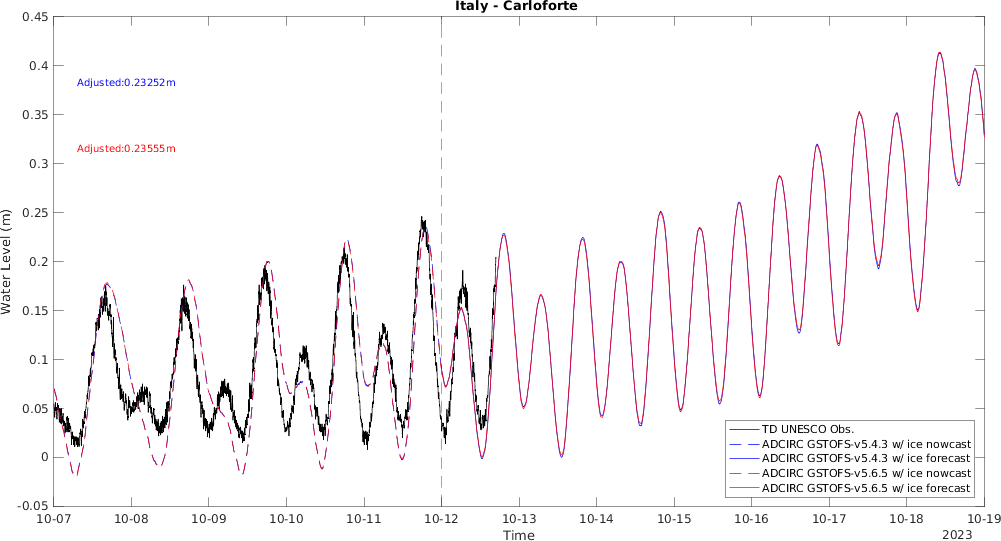 Italy - Carloforte
0.45
0.4
0.35
0.3
0.25
0.2
0.15
0.1
0.05
0
-0.05
Water Level (m)
Adjusted:0.23252m
Adjusted:0.23555m
TD UNESCO Obs.
ADCIRC GSTOFS-v5.4.3 w/ ice nowcast
ADCIRC GSTOFS-v5.4.3 w/ ice forecast
ADCIRC GSTOFS-v5.6.5 w/ ice nowcast
ADCIRC GSTOFS-v5.6.5 w/ ice forecast
10-07 10-08 10-09 10-10 10-11 10-12 10-13 10-14 10-15 10-16 10-17 10-18 10-19
Time
2023